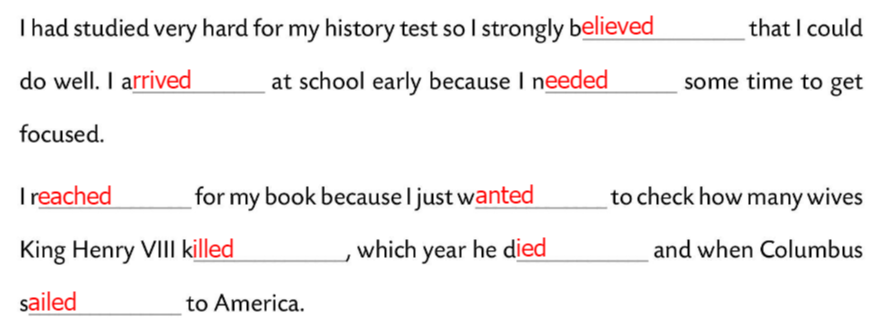 I had studied very hard for my history test so I strongly believed that I could
do well. I arrived at school early because I needed some time to get
focused.
I reached for my book because I just wanted to check how many wives
King Henry VIII killed, which year he died and when Columbus
sailed to America.